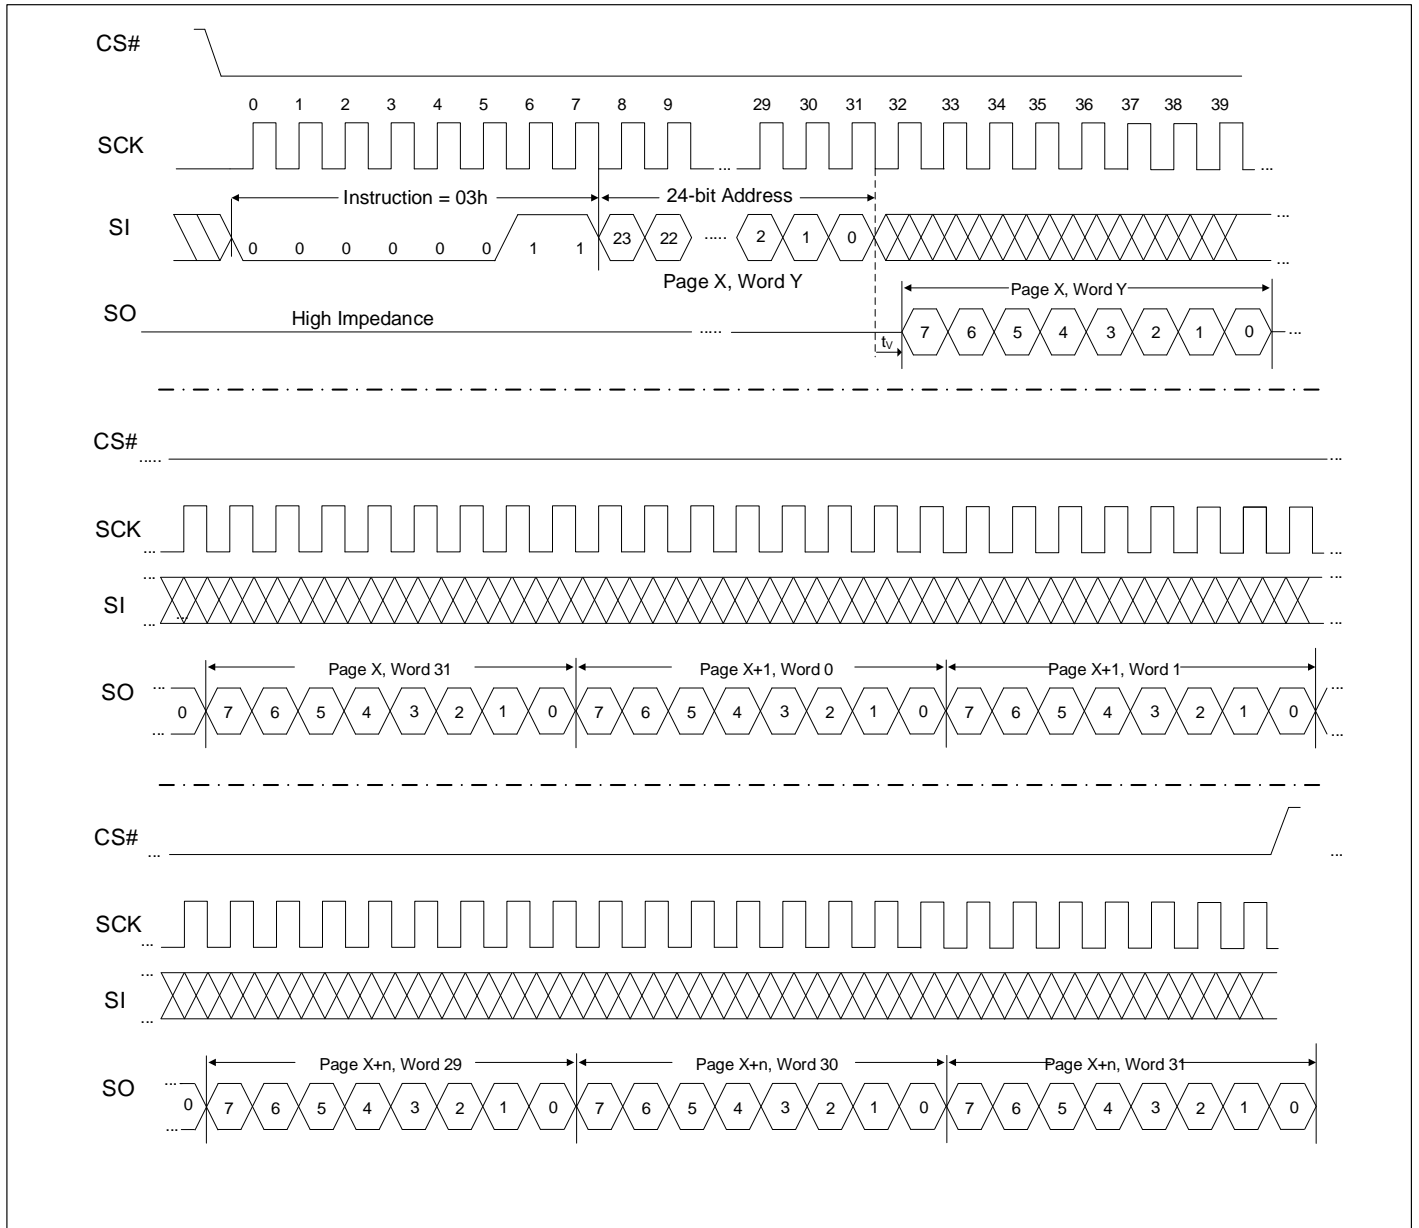 CS#
0 1 2 3 4 5 6 7 8 9 29 30 31 32 33 34 35 36 37 38 39
SCK ... ...
Instruction = 03h 24-bit Address
SI 0 0 0 0 0 0 1 1 23 22 ..... 2 1 0 ... ...
Page X, Word Y
Page X, Word Y
SO High Impedance ..... tV 7 6 5 4 3 2 1 0 ...
CS# ..... ...
SCK ... ...
SI ... ... ... ... ...
Page X, Word 31 Page X+1, Word 0 Page X+1, Word 1
SO ... ... 0 7 6 5 4 3 2 1 0 7 6 5 4 3 2 1 0 7 6 5 4 3 2 1 0 ... ...
CS# ... ...
SCK ...
SI ... ...
Page X+n, Word 29 Page X+n, Word 30 Page X+n, Word 31
SO ... ... 0 7 6 5 4 3 2 1 0 7 6 5 4 3 2 1 0 7 6 5 4 3 2 1 0